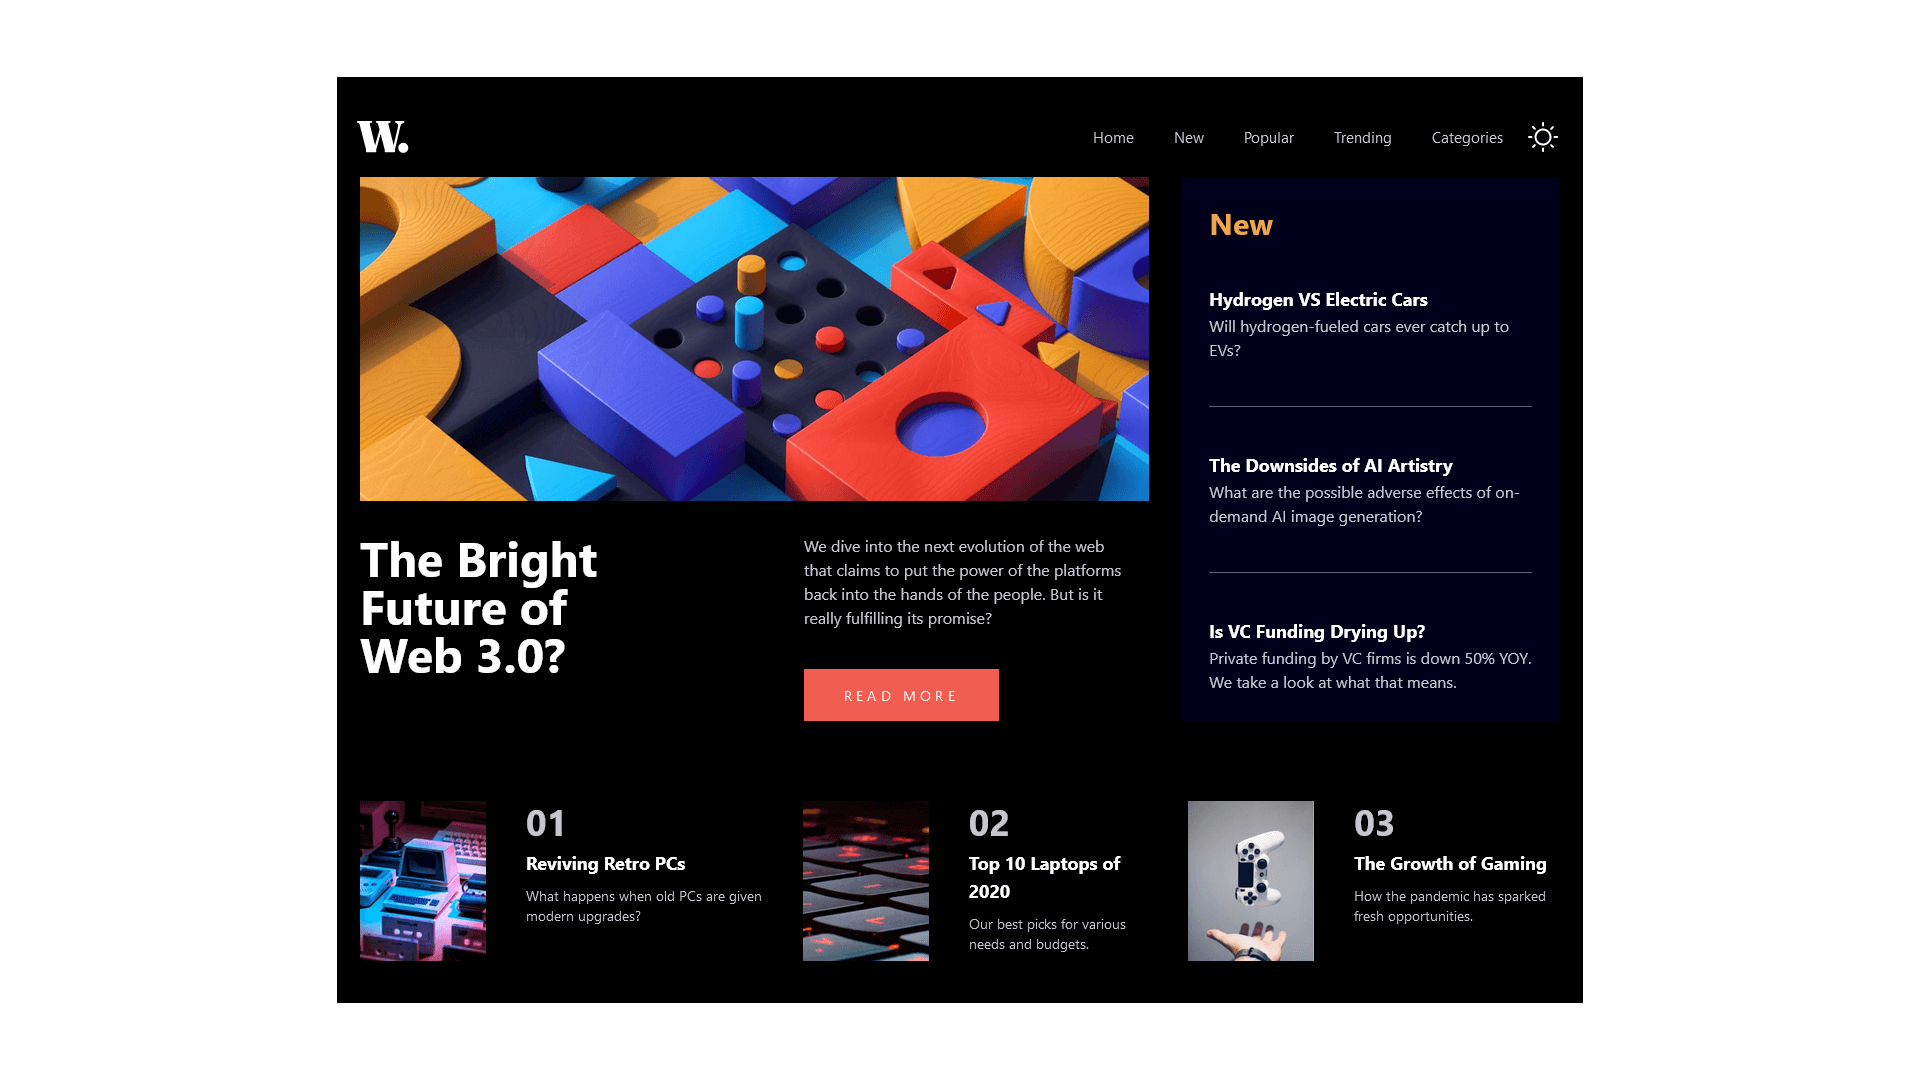 W.
Home New Popular Trending Categories
The Bright
Future of
Web 3.0?
We dive into the next evolution of the web
that claims to put the power of the platforms
back into the hands of the people. But is it
really fulfilling its promise?
READ MORE
New
Hydrogen VS Electric Cars
Will hydrogen-fueled cars ever catch up to
EVs?
The Downsides of AI Artistry
What are the possible adverse effects of on-
demand AI image generation?
Is VC Funding Drying Up?
Private funding by VC firms is down 50% YOY.
We take a look at what that means.
01
Reviving Retro PCs
What happens when old PCs are given
modern upgrades?
02
Top 10 Laptops of
2020
Our best picks for various
needs and budgets.
03
The Growth of Gaming
How the pandemic has sparked
fresh opportunities.